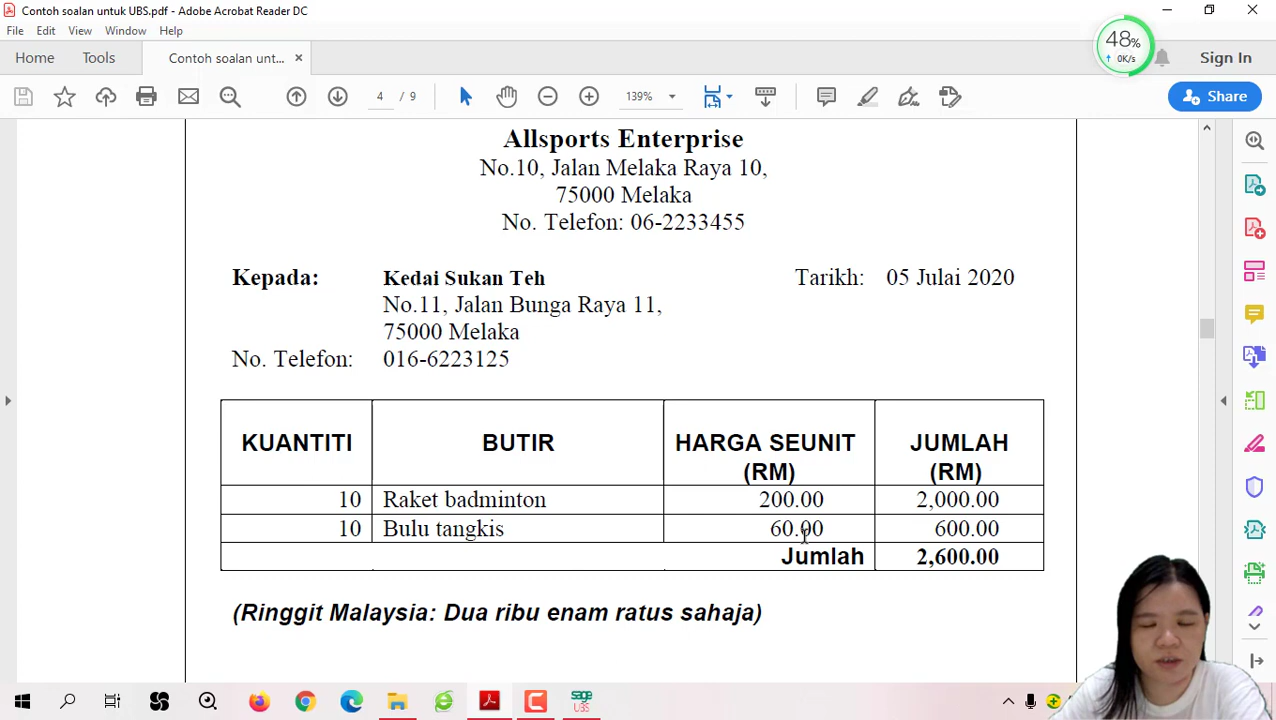 Contoh soalan untuk UBS.pdf - Adobe Acrobat Reader DC
File Edit View Window Help
Home Tools Contoh soalan unt... ×
48%
0K/s
Sign In
4 / 9
139%
Share
Allsports Enterprise
No.10, Jalan Melaka Raya 10,
75000 Melaka
No. Telefon: 06-2233455
Kepada: Kedai Sukan Teh Tarikh: 05 Julai 2020
No.11, Jalan Bunga Raya 11,
75000 Melaka
No. Telefon: 016-6223125
KUANTITI BUTIR HARGA SEUNIT (RM) JUMLAH (RM)
10 Raket badminton 200.00 2,000.00
10 Bulu tangkis 60.00 600.00
Jumlah 2,600.00
(Ringgit Malaysia: Dua ribu enam ratus sahaja)
sage
UBS